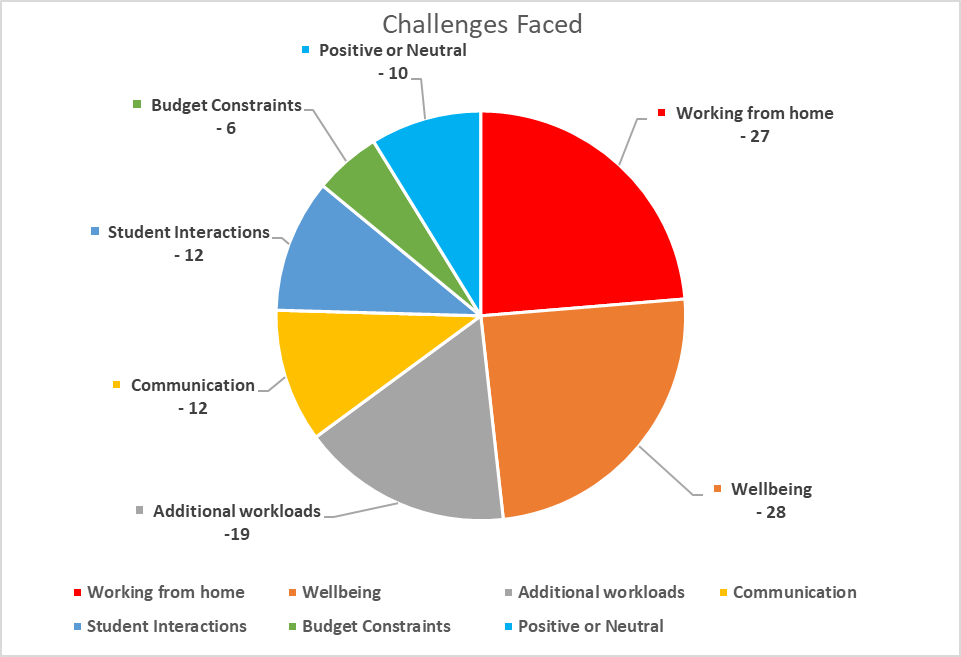 Challenges Faced
Positive or Neutral
- 10
Budget Constraints
- 6
Working from home
- 27
Student Interactions
- 12
Communication
- 12
Wellbeing
- 28
Additional workloads
-19
Working from home
Wellbeing
Additional workloads
Communication
Student Interactions
Budget Constraints
Positive or Neutral